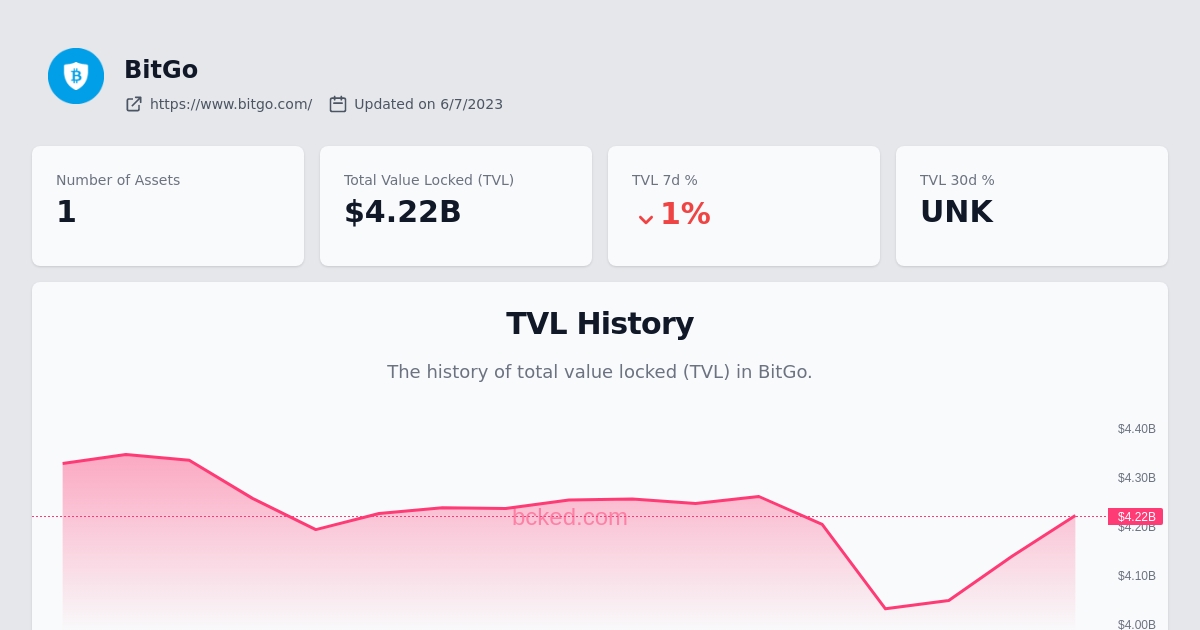 BitGo
https://www.bitgo.com/ Updated on 6/7/2023
Number of Assets
1
Total Value Locked (TVL)
$4.22B
TVL 7d %
1%
TVL 30d %
UNK
TVL History
The history of total value locked (TVL) in BitGo.
$4.40B
$4.30B
bcked.com
$4.22B
$4.20B
$4.10B
$4.00B